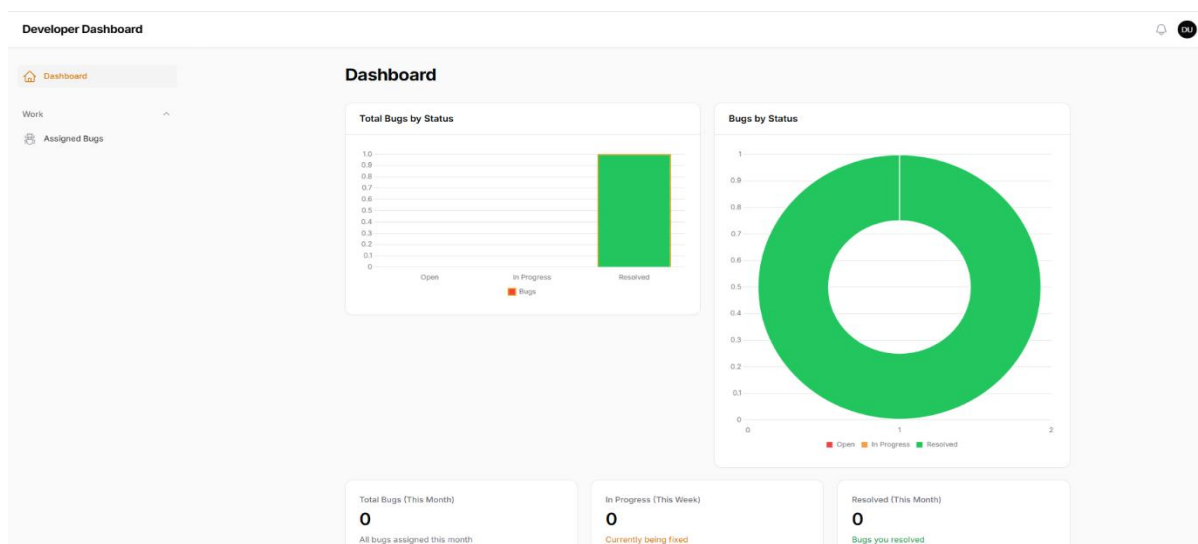 Developer Dashboard
DU
Dashboard
Work
Assigned Bugs
Dashboard
Total Bugs by Status
1.0
0.9
0.8
0.7
0.6
0.5
0.4
0.3
0.2
0.1
0
Open In Progress Resolved
Bugs
Bugs by Status
1
0.9
0.8
0.7
0.6
0.5
0.4
0.3
0.2
0.1
0
0 1 2
Open In Progress Resolved
Total Bugs (This Month)
0
All bugs assigned this month
In Progress (This Week)
0
Currently being fixed
Resolved (This Month)
0
Bugs you resolved